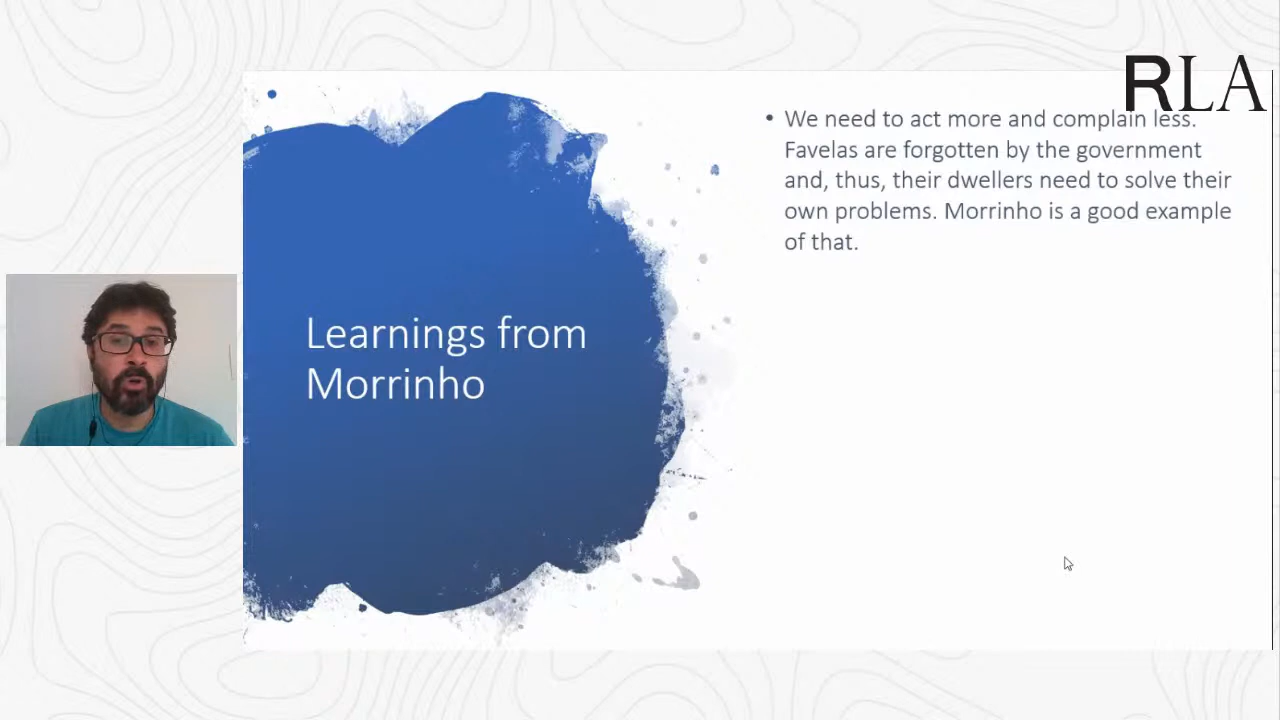 RLA
We need to act more and complain less.
Favelas are forgotten by the government
and, thus, their dwellers need to solve their
own problems. Morrinho is a good example
of that.
Learnings from
Morrinho